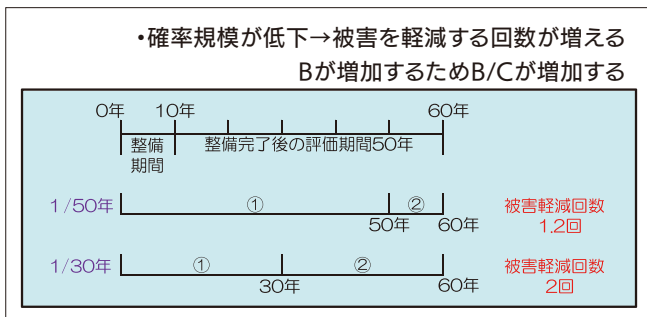 •確率規模が低下→被害を軽減する回数が増える
Bが増加するためB/Cが増加する
0年 10年 60年
整備期間 整備完了後の評価期間50年
1/50年 ① ② 被害軽減回数
50年 60年 1.2回
1/30年 ① ② 被害軽減回数
30年 60年 2回